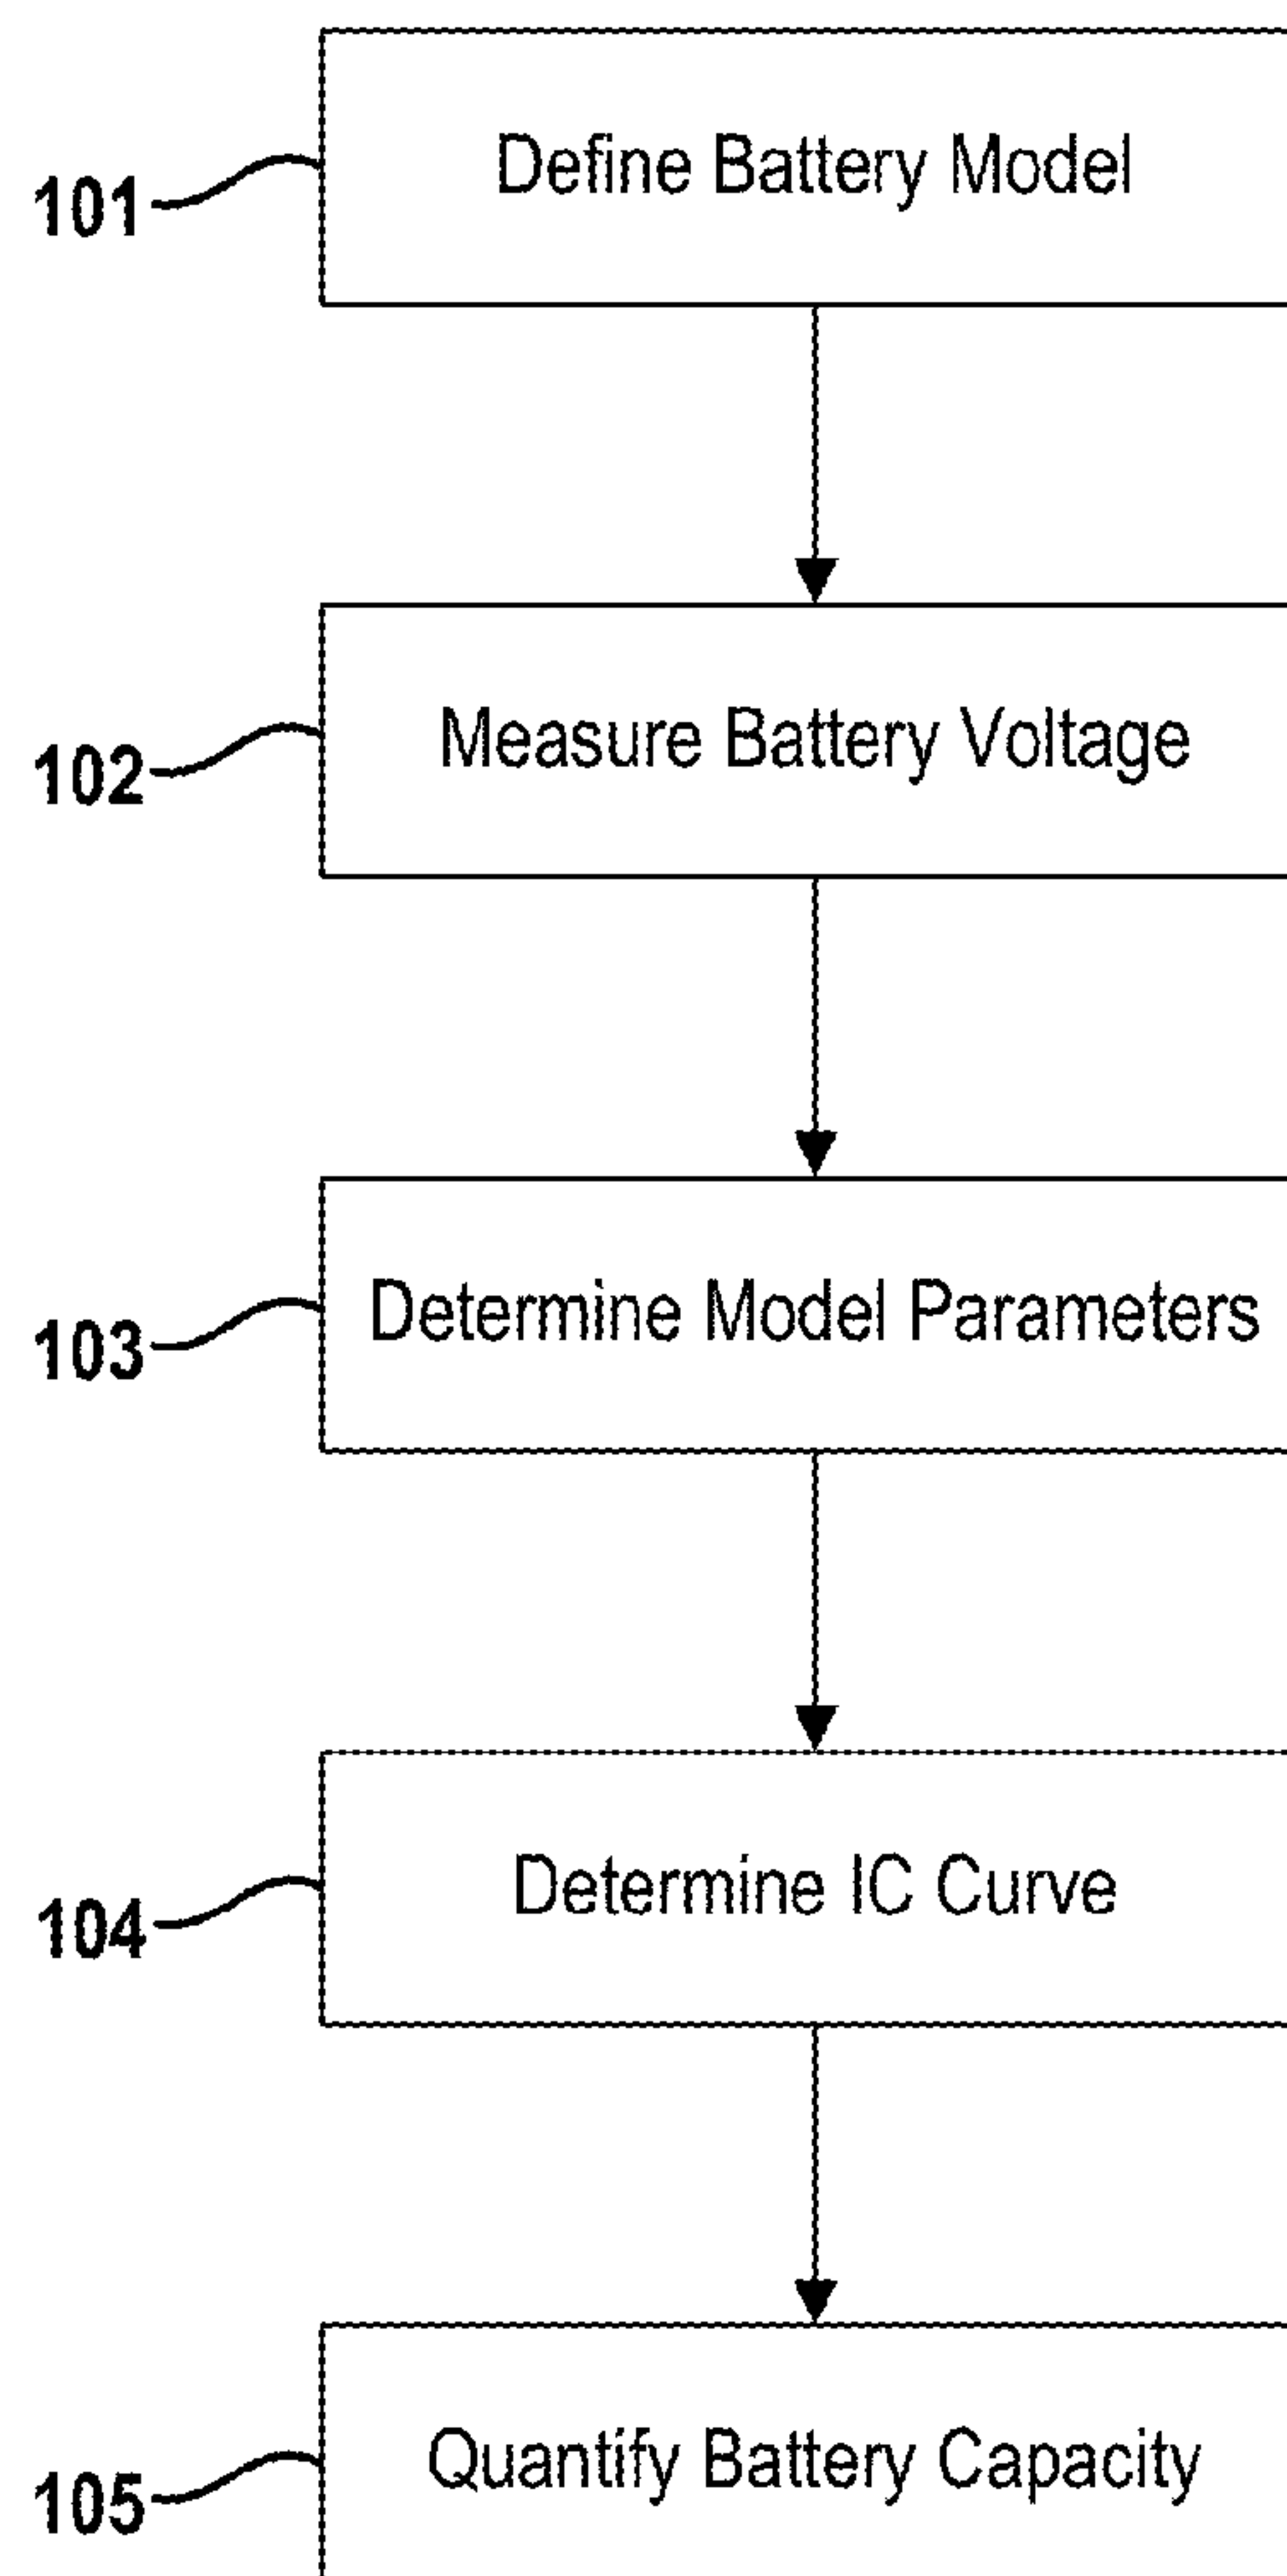 Define Battery Model
101
Measure Battery Voltage
102
Determine Model Parameters
103
Determine IC Curve
104
Quantify Battery Capacity
105